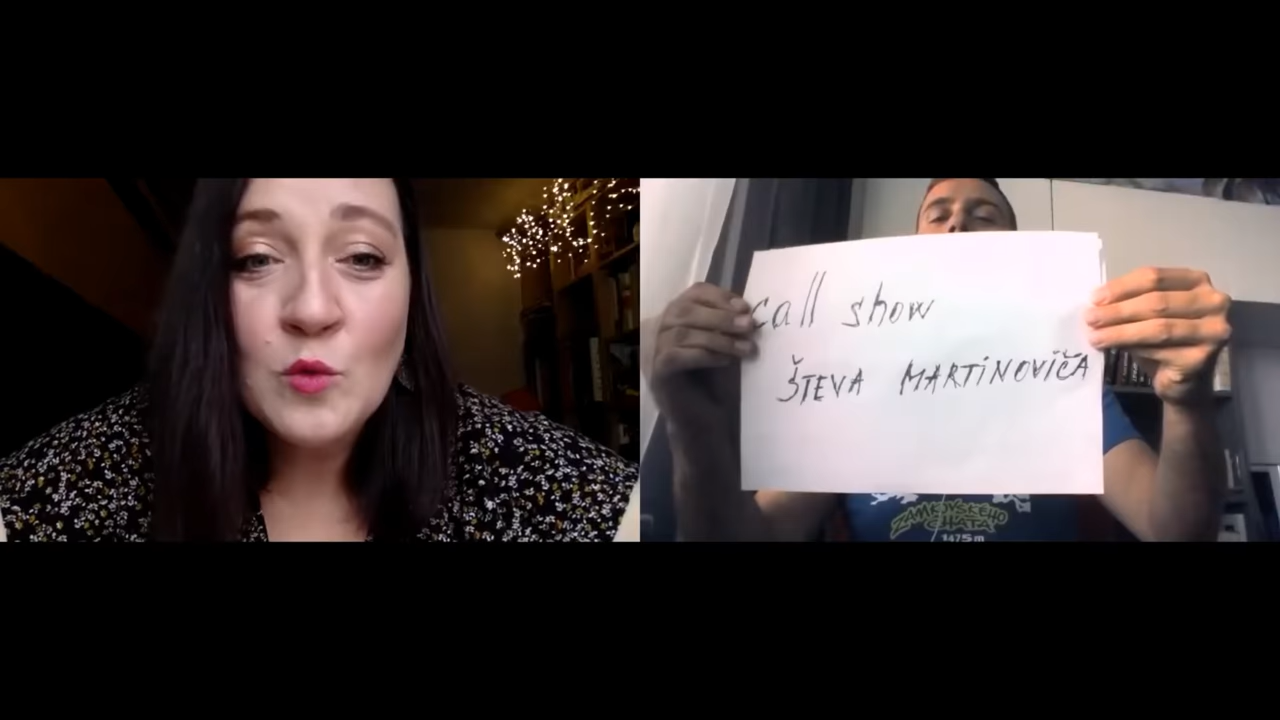 call show
ŠTEVA MARTINOVIČA
ZAMKOVSKÉHO
CHATA
1475 m